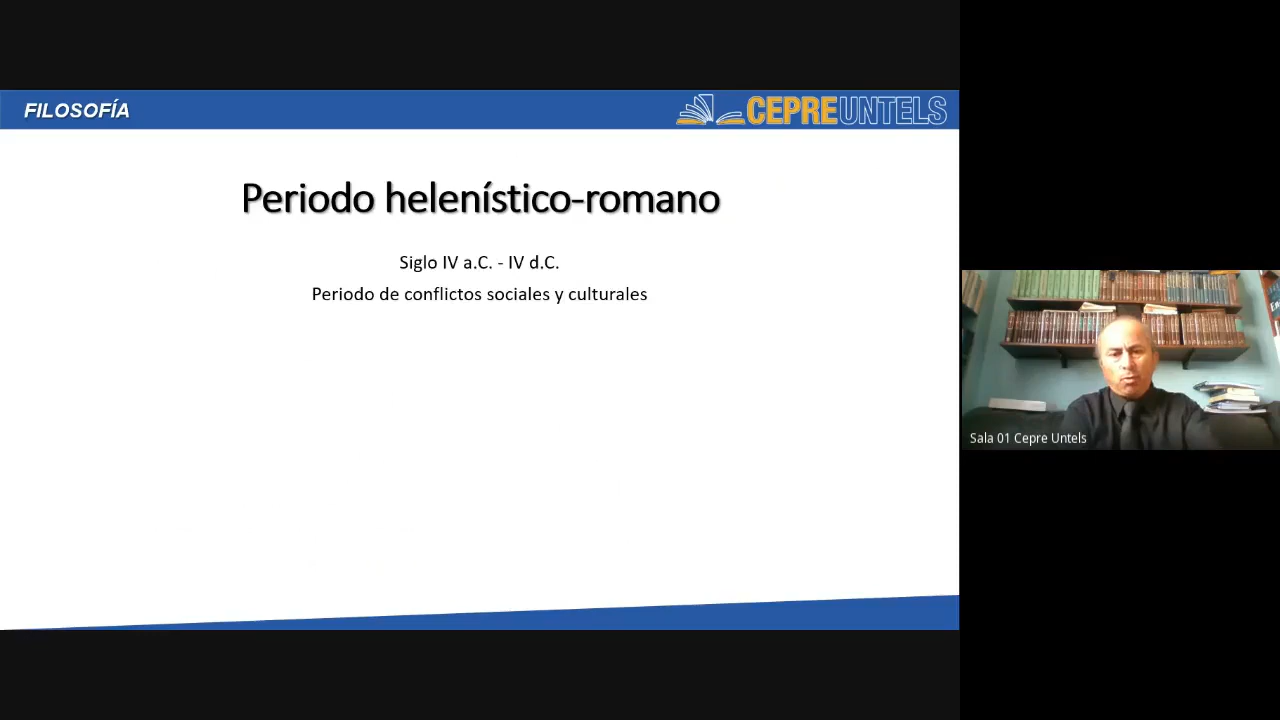 FILOSOFÍA
CEPREUNTELS
Periodo helenístico-romano
Siglo IV a.C. - IV d.C.
Periodo de conflictos sociales y culturales
Sala 01 Cepre Untels